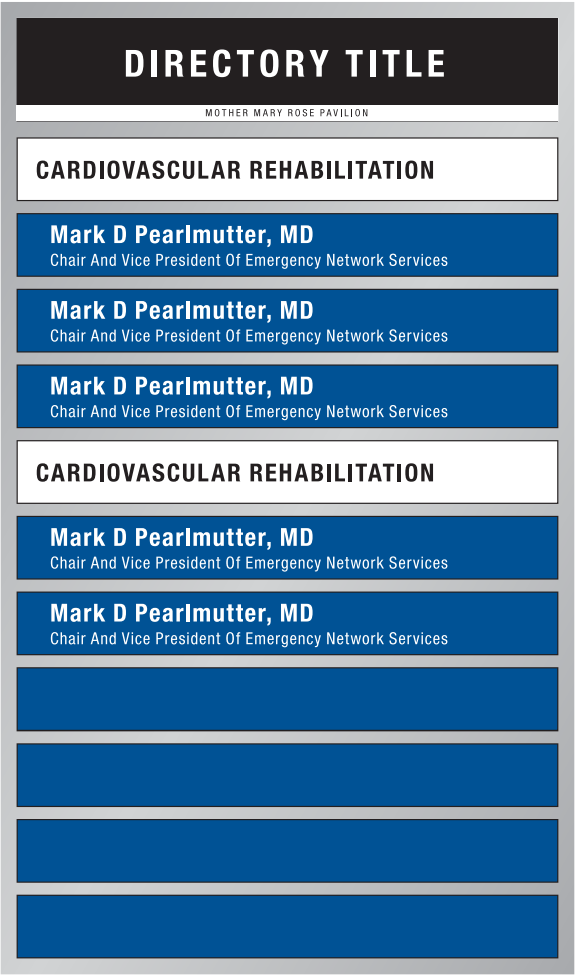 DIRECTORY TITLE
MOTHER MARY ROSE PAVILION
CARDIOVASCULAR REHABILITATION
Mark D Pearlmutter, MD
Chair And Vice President Of Emergency Network Services
Mark D Pearlmutter, MD
Chair And Vice President Of Emergency Network Services
Mark D Pearlmutter, MD
Chair And Vice President Of Emergency Network Services
CARDIOVASCULAR REHABILITATION
Mark D Pearlmutter, MD
Chair And Vice President Of Emergency Network Services
Mark D Pearlmutter, MD
Chair And Vice President Of Emergency Network Services